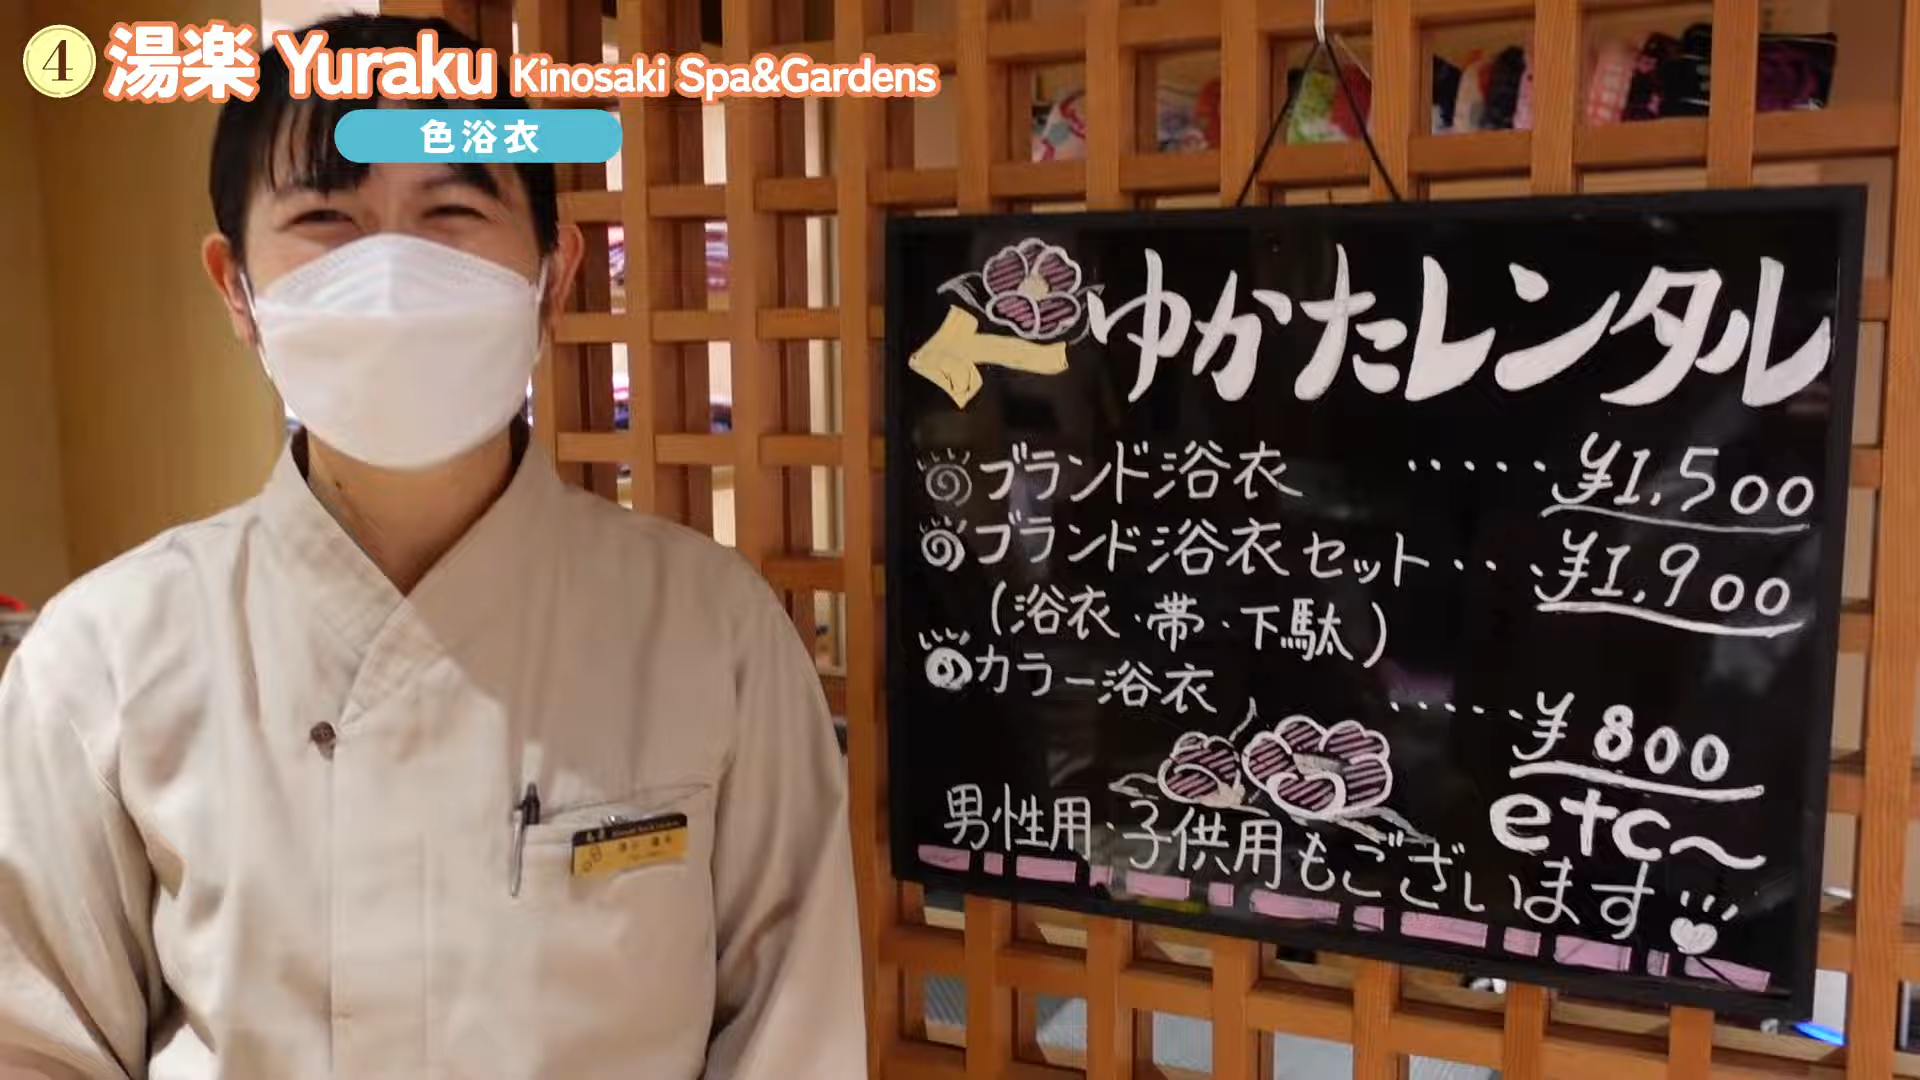 4 湯楽 Yuraku Kinosaki Spa&Gardens
色浴衣
ゆかたレンタル
ブランド浴衣 ・・・・・ ¥1,500
ブランド浴衣セット・・・¥1,900
(浴衣・帯・下駄)
カラー浴衣 ・・・・・¥800
etc~
男性用・子供用もございます